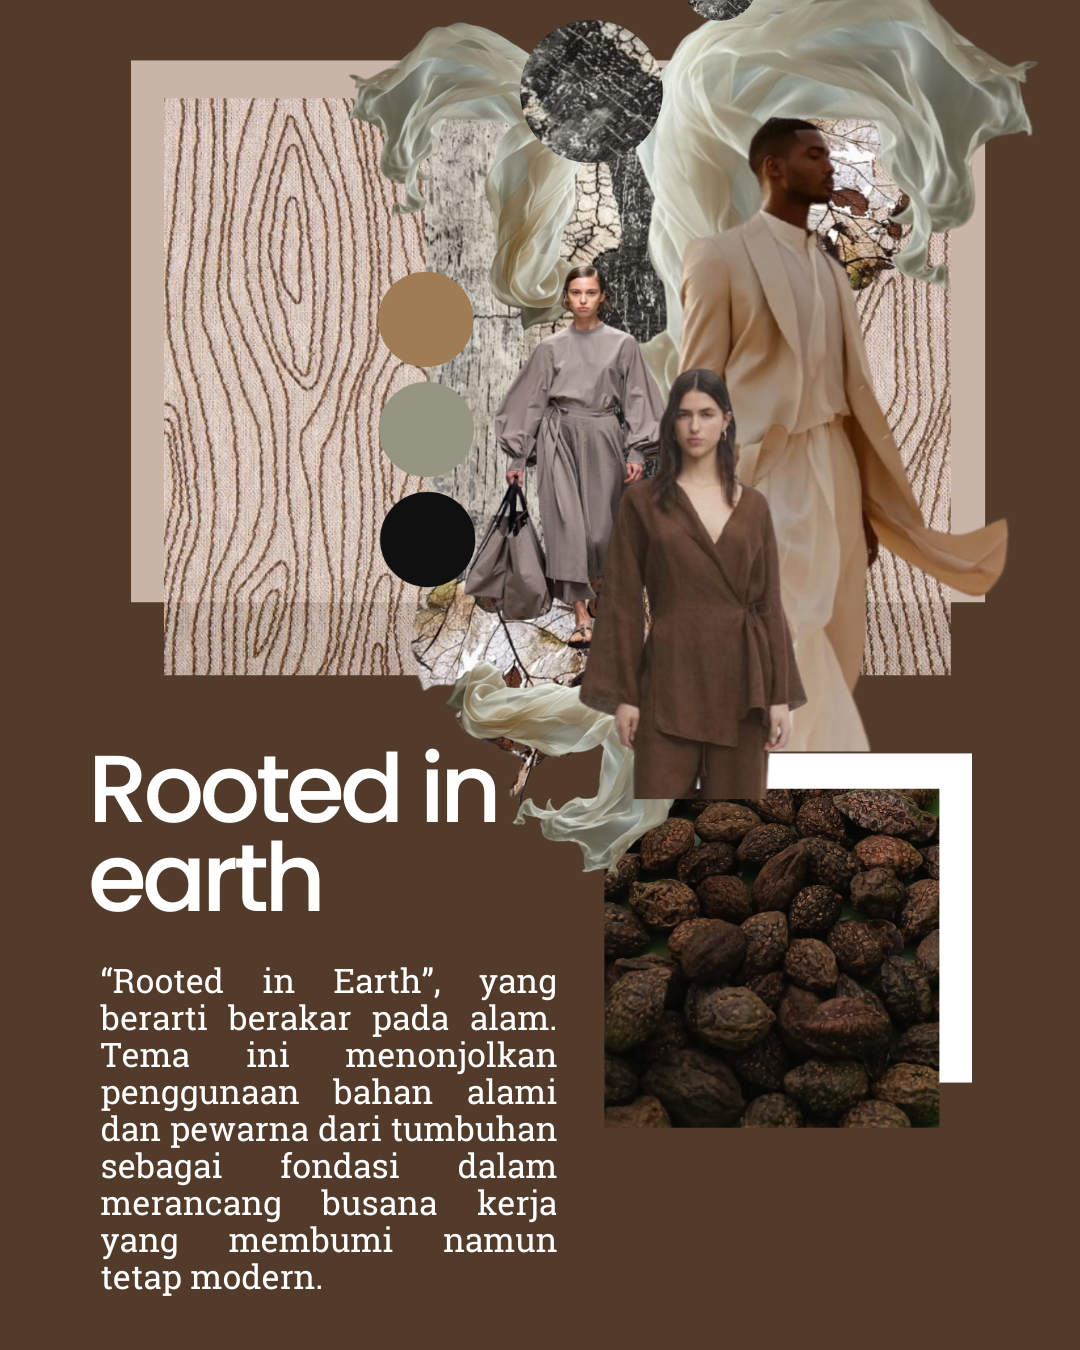 Rooted in
earth
“Rooted in Earth”, yang
berarti berakar pada alam.
Tema ini menonjolkan
penggunaan bahan alami
dan pewarna dari tumbuhan
sebagai fondasi dalam
merancang busana kerja
yang membumi namun
tetap modern.